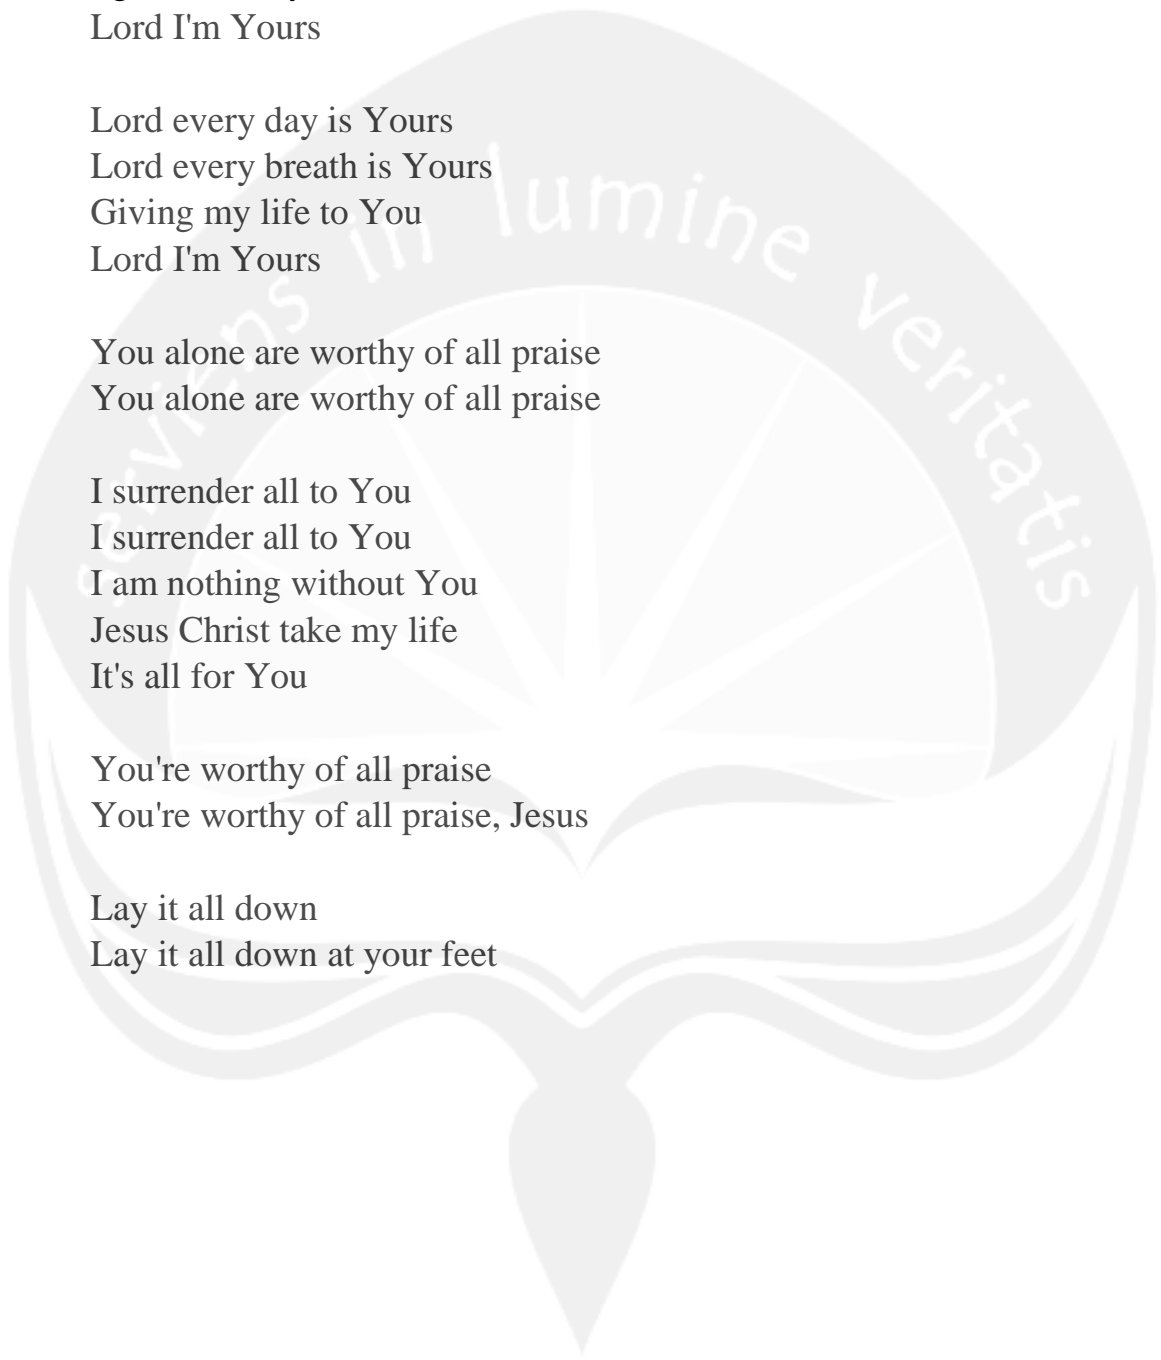 Lord I'm Yours
Lord every day is Yours
Lord every breath is Yours
Giving my life to You
Lord I'm Yours
You alone are worthy of all praise
You alone are worthy of all praise
I surrender all to You
I surrender all to You
I am nothing without You
Jesus Christ take my life
It's all for You
You're worthy of all praise
You're worthy of all praise, Jesus
Lay it all down
Lay it all down at your feet
serviens in lumine veritatis